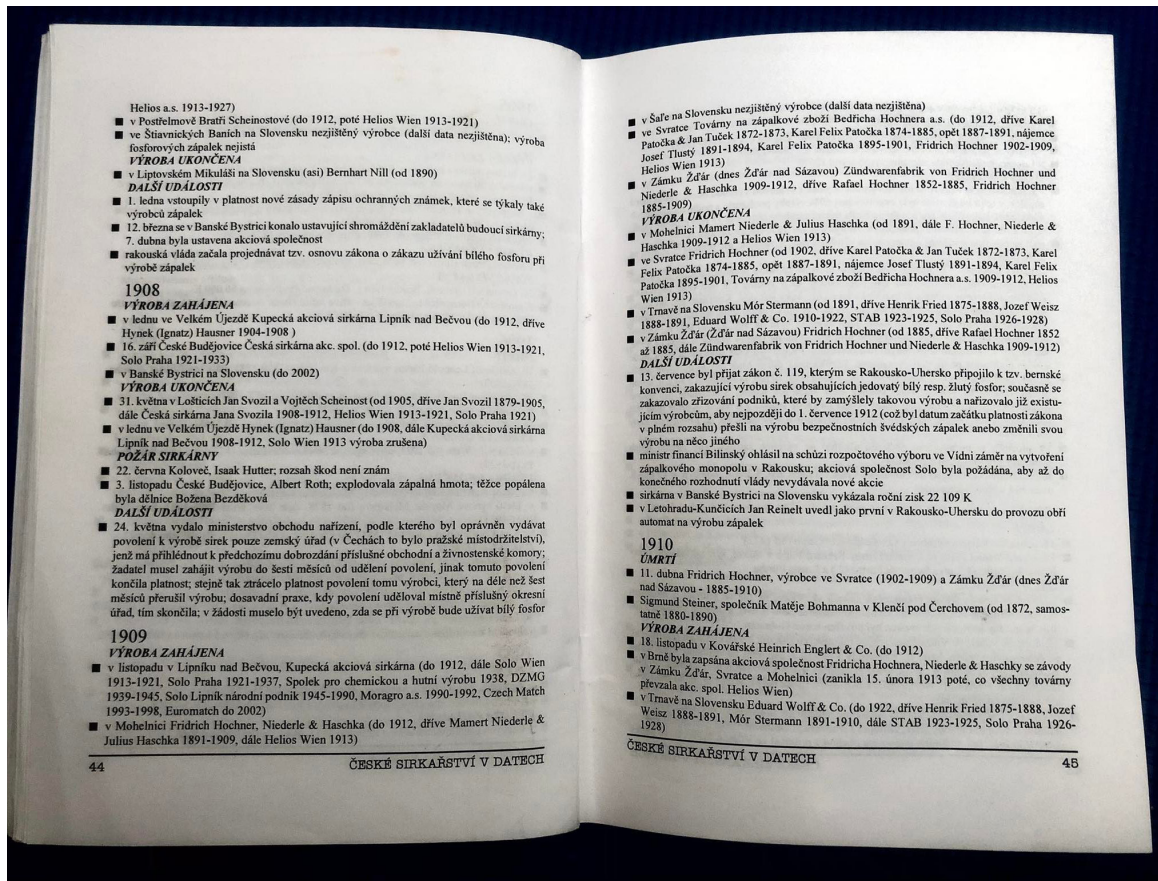 Helios a.s. 1913-1927)
■ v Postřelmově Bratři Scheinostové (do 1912, poté Helios Wien 1913-1921)
■ ve Štiavnických Baních na Slovensku nezjištěný výrobce (další data nezjištěna); výroba
fosforových zápalek nejistá
VÝROBA UKONČENA
■ v Liptovském Mikuláši na Slovensku (asi) Bernhart Nill (od 1890)
DALŠÍ UDÁLOSTI
■ 1. ledna vstoupily v platnost nové zásady zápisu ochranných známek, které se týkaly také
výrobců zápalek
■ 12. března se v Banské Bystrici konalo ustavující shromáždění zakladatelů budoucí sirkárny;
7. dubna byla ustavena akciová společnost
■ rakouská vláda začala projednávat tzv. osnovu zákona o zákazu užívání bílého fosforu při
výrobě zápalek
1908
VÝROBA ZAHÁJENA
■ v lednu ve Velkém Újezdě Kupecká akciová sirkárna Lipník nad Bečvou (do 1912, dříve
Hynek (Ignatz) Hausner 1904-1908 )
■ 16. září České Budějovice Česká sirkárna akc. spol. (do 1912, poté Helios Wien 1913-1921,
Solo Praha 1921-1933)
■ v Banské Bystrici na Slovensku (do 2002)
VÝROBA UKONČENA
■ 31. května v Lošticích Jan Svozil a Vojtěch Scheinost (od 1905, dříve Jan Svozil 1879-1905,
dále Česká sirkárna Jana Svozila 1908-1912, Helios Wien 1913-1921, Solo Praha 1921)
■ v lednu ve Velkém Újezdě Hynek (Ignatz) Hausner (do 1908, dále Kupecká akciová sirkárna
Lipník nad Bečvou 1908-1912, Solo Wien 1913 výroba zrušena)
POŽÁR SIRKÁRNY
■ 22. června Koloveč, Isaak Hutter; rozsah škod není znám
■ 3. listopadu České Budějovice, Albert Roth; explodovala zápalná hmota; těžce popálena
byla dělnice Božena Bezděková
DALŠÍ UDÁLOSTI
■ 24. května vydalo ministerstvo obchodu nařízení, podle kterého byl oprávněn vydávat
povolení k výrobě sirek pouze zemský úřad (v Čechách to bylo pražské místodržitelství),
jenž má přihlédnout k předchozímu dobrozdání příslušné obchodní a živnostenské komory;
žadatel musel zahájit výrobu do šesti měsíců od udělení povolení, jinak tomuto povolení
končila platnost; stejně tak ztrácelo platnost povolení tomu výrobci, který na déle než šest
měsíců přerušil výrobu; dosavadní praxe, kdy povolení uděloval místně příslušný okresní
úřad, tím skončila; v žádosti muselo být uvedeno, zda se při výrobě bude užívat bílý fosfor
1909
VÝROBA ZAHÁJENA
■ v listopadu v Lipníku nad Bečvou, Kupecká akciová sirkárna (do 1912, dále Solo Wien
1913-1921, Solo Praha 1921-1937, Spolek pro chemickou a hutní výrobu 1938, DZMG
1939-1945, Solo Lipník národní podnik 1945-1990, Moragro a.s. 1990-1992, Czech Match
1993-1998, Euromatch do 2002)
■ v Mohelnici Fridrich Hochner, Niederle & Haschka (do 1912, dříve Mamert Niederle &
Julius Haschka 1891-1909, dále Helios Wien 1913)
44
ČESKÉ SIRKAŘSTVÍ V DATECH
■ v Šaľe na Slovensku nezjištěný výrobce (další data nezjištěna)
■ ve Svratce Továrny na zápalkové zboží Bedřicha Hochnera a.s. (do 1912, dříve Karel
Patočka & Jan Tuček 1872-1873, Karel Felix Patočka 1874-1885, opět 1887-1891, nájemce
Josef Tlustý 1891-1894, Karel Felix Patočka 1895-1901, Fridrich Hochner 1902-1909,
Helios Wien 1913)
■ v Zámku Žďár (dnes Žďár nad Sázavou) Zündwarenfabrik von Fridrich Hochner und
Niederle & Haschka 1909-1912, dříve Rafael Hochner 1852-1885, Fridrich Hochner
1885-1909)
VÝROBA UKONČENA
■ v Mohelnici Mamert Niederle & Julius Haschka (od 1891, dále F. Hochner, Niederle &
Haschka 1909-1912 a Helios Wien 1913)
■ ve Svratce Fridrich Hochner (od 1902, dříve Karel Patočka & Jan Tuček 1872-1873, Karel
Felix Patočka 1874-1885, opět 1887-1891, nájemce Josef Tlustý 1891-1894, Karel Felix
Patočka 1895-1901, Továrny na zápalkové zboží Bedřicha Hochnera a.s. 1909-1912, Helios
Wien 1913)
■ v Trnavě na Slovensku Mór Stermann (od 1891, dříve Henrik Fried 1875-1888, Jozef Weisz
1888-1891, Eduard Wolff & Co. 1910-1922, STAB 1923-1925, Solo Praha 1926-1928)
■ v Zámku Žďár (Žďár nad Sázavou) Fridrich Hochner (od 1885, dříve Rafael Hochner 1852
až 1885, dále Zündwarenfabrik von Fridrich Hochner und Niederle & Haschka 1909-1912)
DALŠÍ UDÁLOSTI
■ 13. července byl přijat zákon č. 119, kterým se Rakousko-Uhersko připojilo k tzv. bernské
konvenci, zakazující výrobu sirek obsahujících jedovatý bílý resp. žlutý fosfor; současně se
zakazovalo zřizování podniků, které by zamýšlely takovou výrobu a nařizovalo již existu-
jícím výrobcům, aby nejpozději do 1. července 1912 (což byl datum začátku platnosti zákona
v plném rozsahu) přešli na výrobu bezpečnostních švédských zápalek anebo změnili svou
výrobu na něco jiného
■ ministr financí Bilinský ohlásil na schůzi rozpočtového výboru ve Vídni záměr na vytvoření
zápalkového monopolu v Rakousku; akciová společnost Solo byla požádána, aby až do
konečného rozhodnutí vlády nevydávala nové akcie
■ sirkárna v Banské Bystrici na Slovensku vykázala roční zisk 22 109 K
■ v Letohradu-Kunčicích Jan Reinelt uvedl jako první v Rakousko-Uhersku do provozu obří
automat na výrobu zápalek
1910
ÚMRTÍ
■ 11. dubna Fridrich Hochner, výrobce ve Svratce (1902-1909) a Zámku Žďár (dnes Žďár
nad Sázavou - 1885-1910)
■ Sigmund Steiner, společník Matěje Bohmanna v Klenčí pod Čerchovem (od 1872, samos-
tatně 1880-1890)
VÝROBA ZAHÁJENA
■ 18. listopadu v Kovářské Heinrich Englert & Co. (do 1912)
■ v Brně byla zapsána akciová společnost Fridricha Hochnera, Niederle & Haschky se závody
v Zámku Žďár, Svratce a Mohelnici (zanikla 15. února 1913 poté, co všechny továrny
převzala akc. spol. Helios Wien)
■ v Trnavě na Slovensku Eduard Wolff & Co. (do 1922, dříve Henrik Fried 1875-1888, Jozef
Weisz 1888-1891, Mór Stermann 1891-1910, dále STAB 1923-1925, Solo Praha 1926-
1928)
ČESKÉ SIRKAŘSTVÍ V DATECH
45